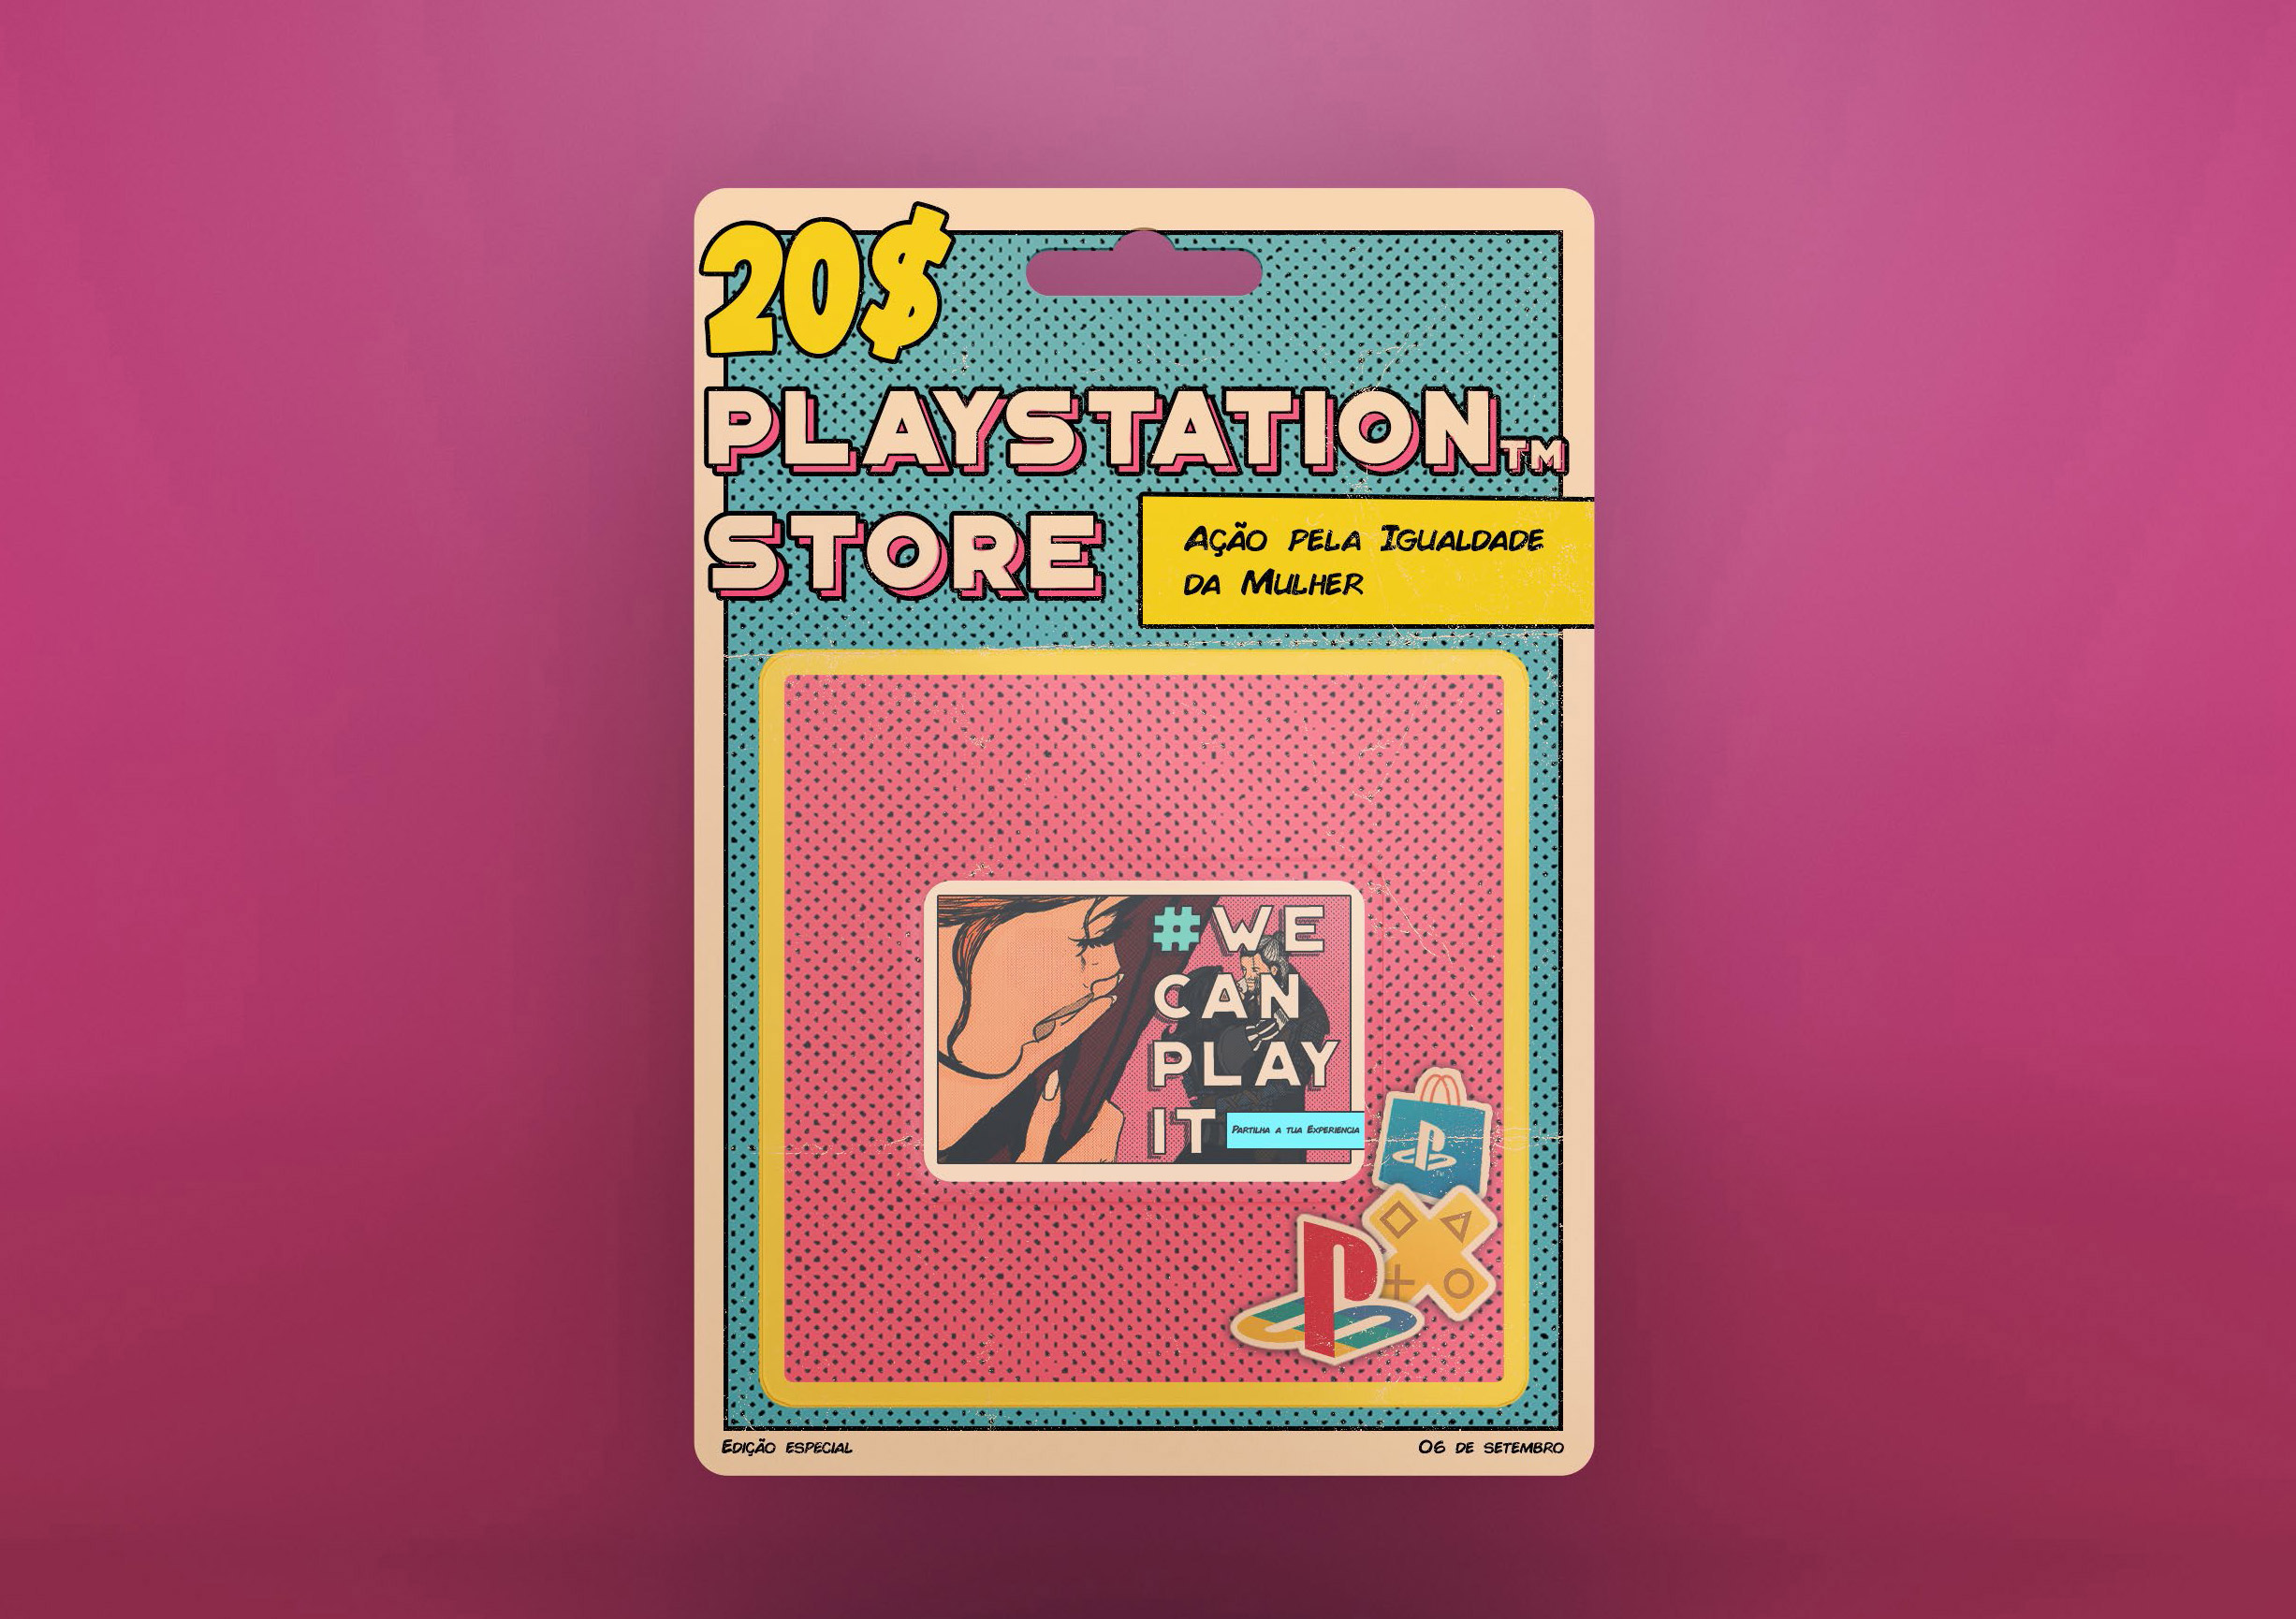 20$
PLAYSTATION™
STORE
AÇÃO PELA IGUALDADE
DA MULHER
#WE
CAN
PLAY
IT
PARTILHA A TUA EXPERIENCIA
EDIÇÃO ESPECIAL
06 DE SETEMBRO